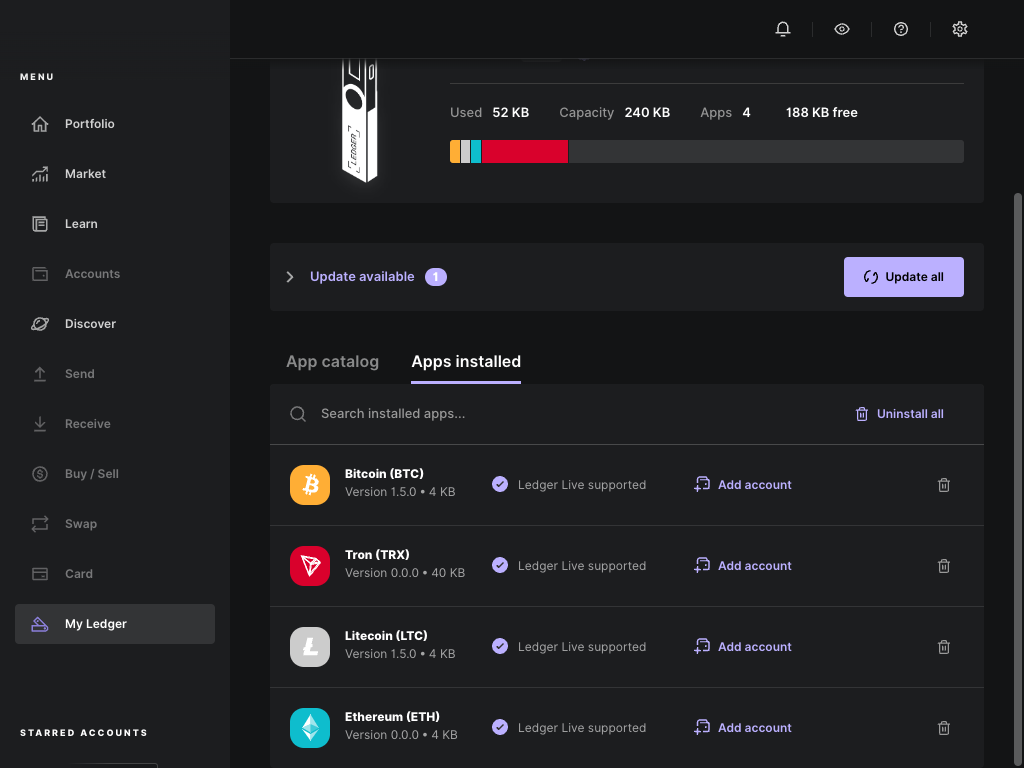 MENU
Portfolio
Market
Learn
Accounts
Discover
Send
Receive
Buy / Sell
Swap
Card
My Ledger
STARRED ACCOUNTS
LEDGER
Used 52 KB Capacity 240 KB Apps 4 188 KB free
Update available 1 Update all
App catalog Apps installed
Search installed apps... Uninstall all
Bitcoin (BTC)
Version 1.5.0 • 4 KB
Ledger Live supported Add account
Tron (TRX)
Version 0.0.0 • 40 KB
Ledger Live supported Add account
Litecoin (LTC)
Version 1.5.0 • 4 KB
Ledger Live supported Add account
Ethereum (ETH)
Version 0.0.0 • 4 KB
Ledger Live supported Add account